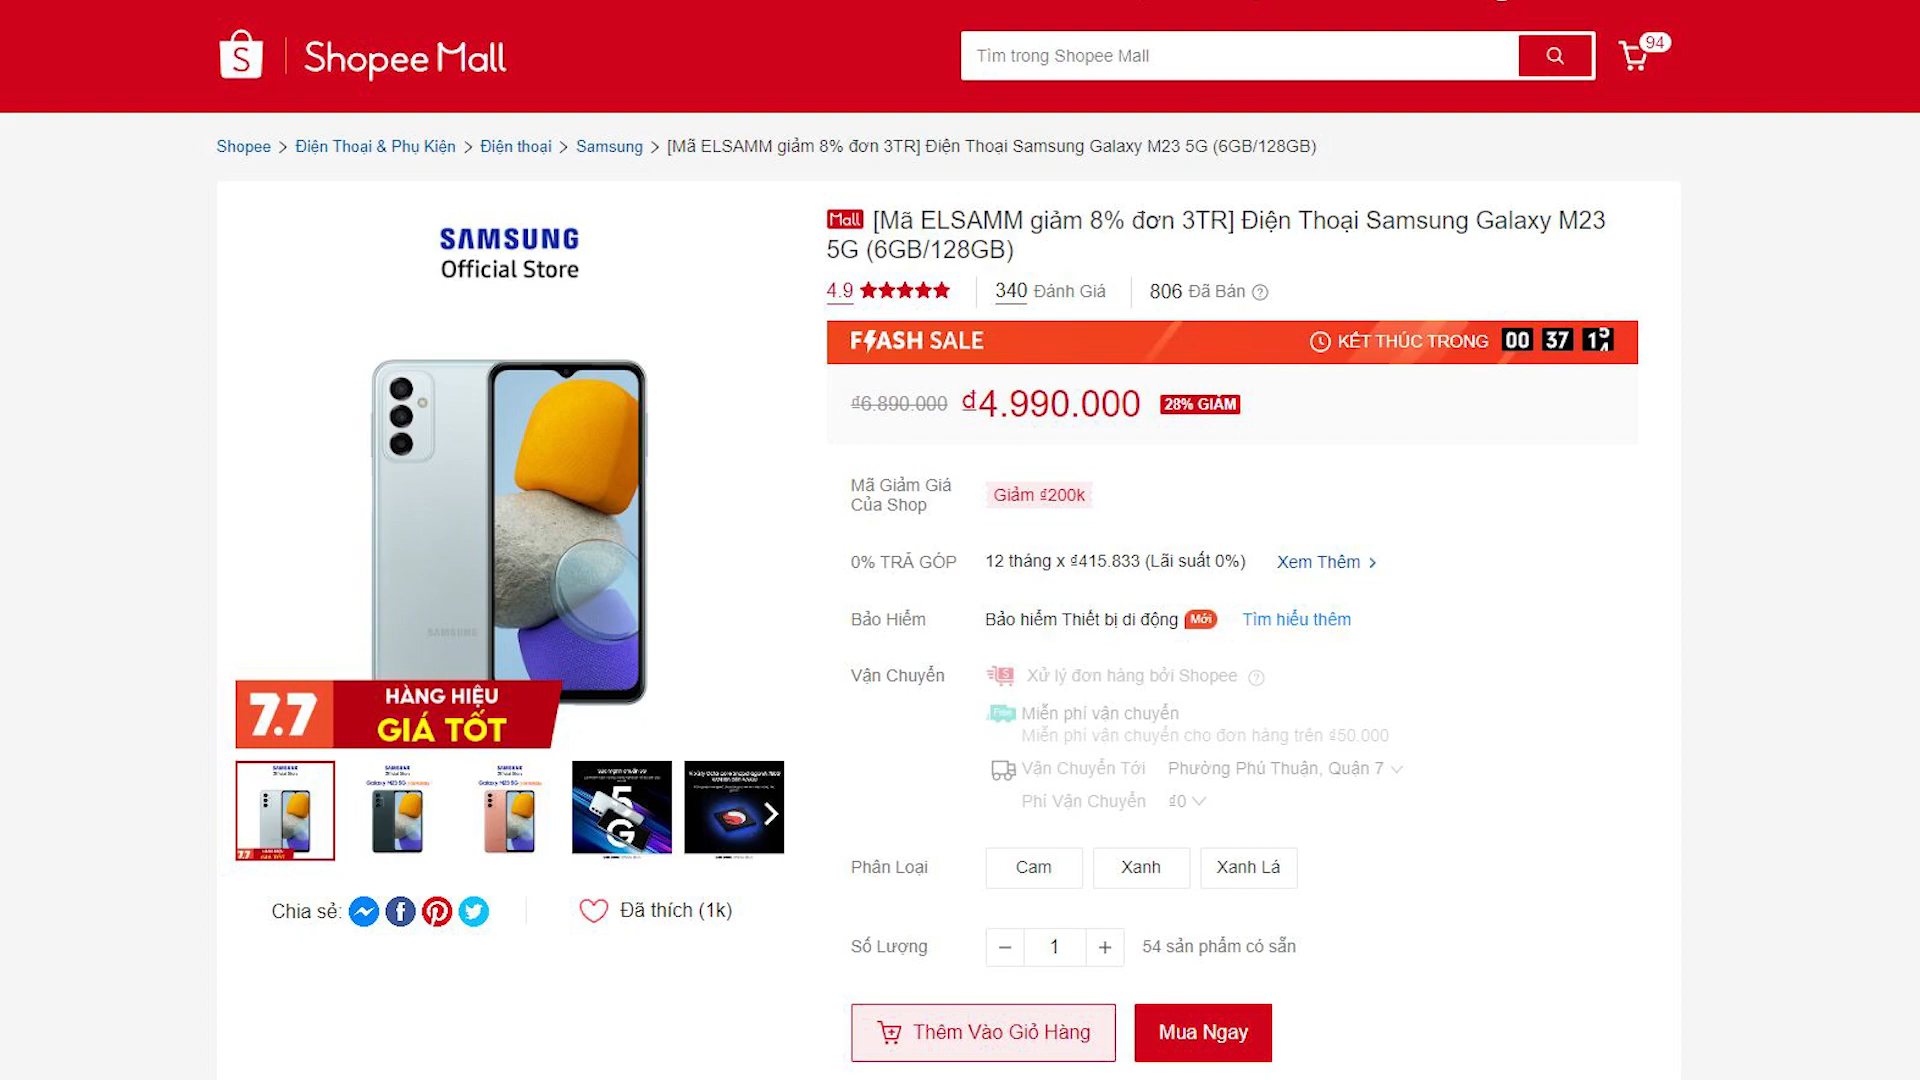 S
Shopee Mall
Tìm trong Shopee Mall
94
Shopee > Điện Thoại & Phụ Kiện > Điện thoại > Samsung > [Mã ELSAMM giảm 8% đơn 3TR] Điện Thoại Samsung Galaxy M23 5G (6GB/128GB)
SAMSUNG
Official Store
SAMSUNG
7.7
HÀNG HIỆU
GIÁ TỐT
SAMSUNG
SAMSUNG
SAMSUNG
5
G
Chia sẻ:
Đã thích (1k)
Mall [Mã ELSAMM giảm 8% đơn 3TR] Điện Thoại Samsung Galaxy M23
5G (6GB/128GB)
4.9
340 Đánh Giá
806 Đã Bán ?
FLASH SALE
KẾT THÚC TRONG 00 37
₫6.890.000 ₫4.990.000 28% GIẢM
Mã Giảm Giá
Của Shop
Giảm ₫200k
0% TRẢ GÓP 12 tháng x ₫415.833 (Lãi suất 0%) Xem Thêm >
Bảo Hiểm Bảo hiểm Thiết bị di động Mới Tìm hiểu thêm
Vận Chuyển Xử lý đơn hàng bởi Shopee ?
Free Miễn phí vận chuyển
Miễn phí vận chuyển cho đơn hàng trên ₫50.000
Vận Chuyển Tới Phường Phú Thuận, Quận 7
Phí Vận Chuyển ₫0
Phân Loại Cam Xanh Xanh Lá
Số Lượng − 1 + 54 sản phẩm có sẵn
Thêm Vào Giỏ Hàng
Mua Ngay